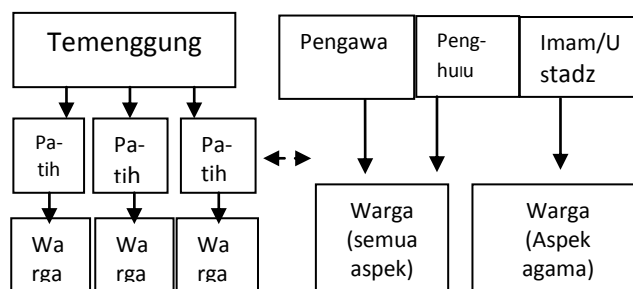 Temenggung
Pa-
tih
Pa-
tih
Pa-
tih
Wa
rga
Wa
rga
Wa
rga
Pengawa
Peng-
hulu
Imam/U
stadz
Warga
(semua
aspek)
Warga
(Aspek
agama)